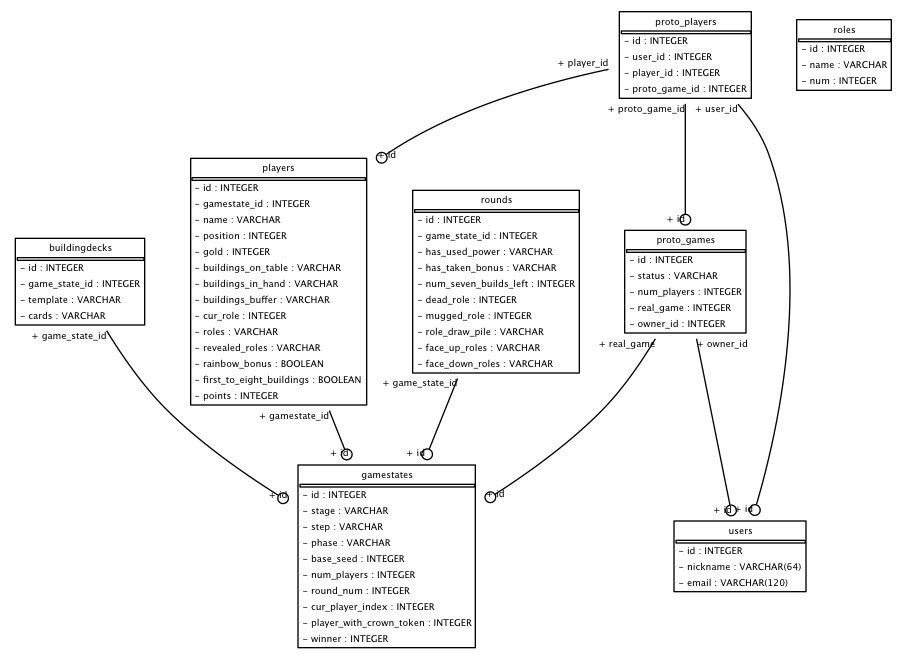 proto_players
- id : INTEGER
- user_id : INTEGER
- player_id : INTEGER
- proto_game_id : INTEGER
roles
- id : INTEGER
- name : VARCHAR
- num : INTEGER
+ player_id
+ proto_game_id
+ user_id
+ id
players
- id : INTEGER
- gamestate_id : INTEGER
- name : VARCHAR
- position : INTEGER
- gold : INTEGER
- buildings_on_table : VARCHAR
- buildings_in_hand : VARCHAR
- buildings_buffer : VARCHAR
- cur_role : INTEGER
- roles : VARCHAR
- revealed_roles : VARCHAR
- rainbow_bonus : BOOLEAN
- first_to_eight_buildings : BOOLEAN
- points : INTEGER
rounds
- id : INTEGER
- game_state_id : INTEGER
- has_used_power : VARCHAR
- has_taken_bonus : VARCHAR
- num_seven_builds_left : INTEGER
- dead_role : INTEGER
- mugged_role : INTEGER
- role_draw_pile : VARCHAR
- face_up_roles : VARCHAR
- face_down_roles : VARCHAR
+ id
proto_games
- id : INTEGER
- status : VARCHAR
- num_players : INTEGER
- real_game : INTEGER
- owner_id : INTEGER
buildingdecks
- id : INTEGER
- game_state_id : INTEGER
- template : VARCHAR
- cards : VARCHAR
+ game_state_id
+ real_game
+ owner_id
+ game_state_id
+ gamestate_id
+ id
+ id
+ id
+ id
gamestates
- id : INTEGER
- stage : VARCHAR
- step : VARCHAR
- phase : VARCHAR
- base_seed : INTEGER
- num_players : INTEGER
- round_num : INTEGER
- cur_player_index : INTEGER
- player_with_crown_token : INTEGER
- winner : INTEGER
+ id
+ id
users
- id : INTEGER
- nickname : VARCHAR(64)
- email : VARCHAR(120)